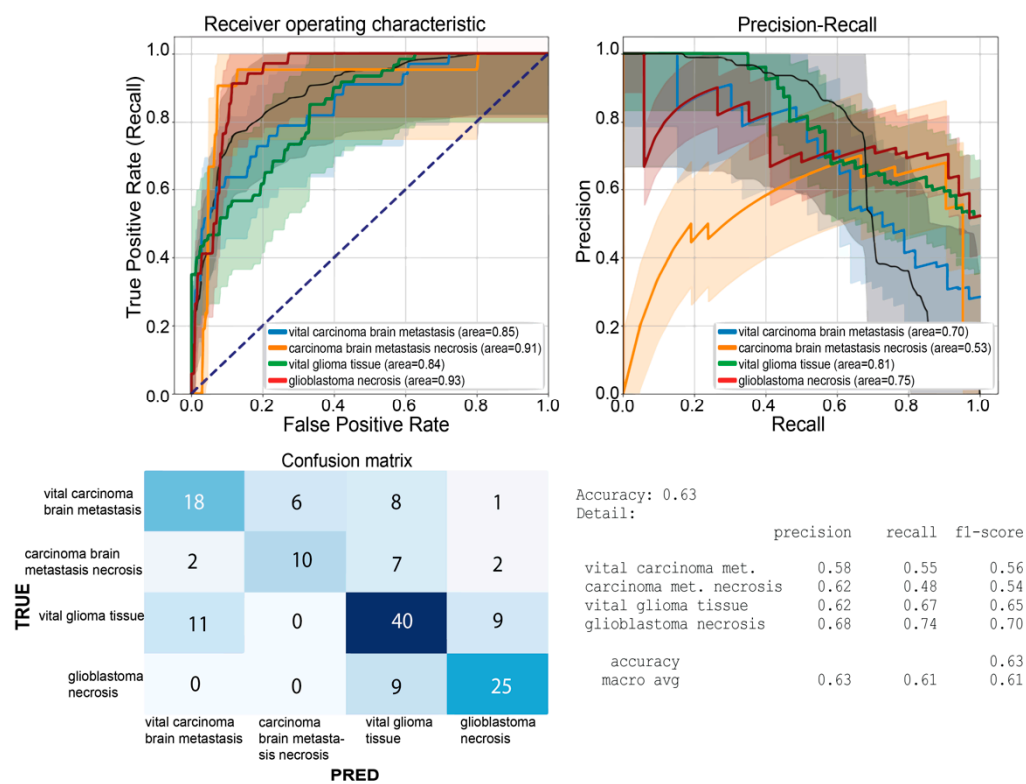 Receiver operating characteristic
True Positive Rate (Recall)
1.0
0.8
0.6
0.4
0.2
0.0
vital carcinoma brain metastasis (area=0.85)
carcinoma brain metastasis necrosis (area=0.91)
vital glioma tissue (area=0.84)
glioblastoma necrosis (area=0.93)
0.0 0.2 0.4 0.6 0.8 1.0
False Positive Rate
Precision-Recall
Precision
1.0
0.8
0.6
0.4
0.2
0.0
vital carcinoma brain metastasis (area=0.70)
carcinoma brain metastasis necrosis (area=0.53)
vital glioma tissue (area=0.81)
glioblastoma necrosis (area=0.75)
0.0 0.2 0.4 0.6 0.8 1.0
Recall
Confusion matrix
TRUE
vital carcinoma
brain metastasis
18 6 8 1
carcinoma brain
metastasis necrosis
2 10 7 2
vital glioma tissue
11 0 40 9
glioblastoma
necrosis
0 0 9 25
vital carcinoma
brain metastasis
carcinoma
brain metasta-
sis necrosis
vital glioma
tissue
glioblastoma
necrosis
PRED
Accuracy: 0.63
Detail:
precision recall f1-score
vital carcinoma met. 0.58 0.55 0.56
carcinoma met. necrosis 0.62 0.48 0.54
vital glioma tissue 0.62 0.67 0.65
glioblastoma necrosis 0.68 0.74 0.70
accuracy 0.63
macro avg 0.63 0.61 0.61